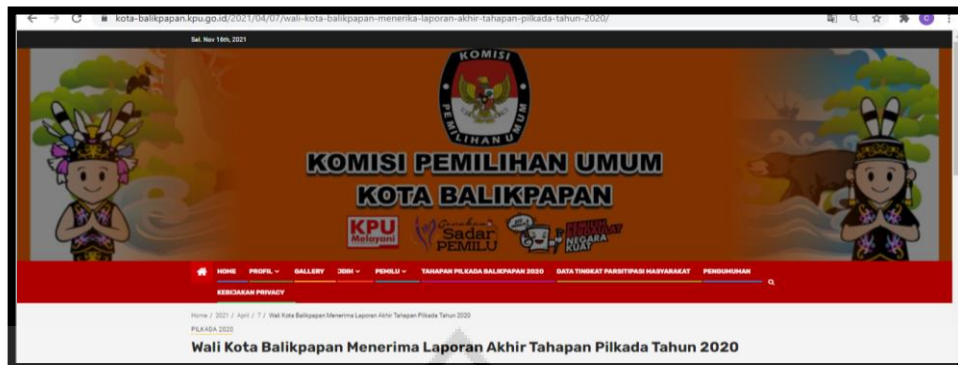 kota-balikpapan.kpu.go.id/2021/04/07/wali-kota-balikpapan-menerika-laporan-akhir-tahapan-pilkada-tahun-2020/
Sel. Nov 16th, 2021
KOMISI
PEMILIHAN UMUM
KOMISI PEMILIHAN UMUM
KOTA BALIKPAPAN
KPU
Melayani
Gerakan
Sadar
PEMILU
NEGARA
KUAT
HOME PROFIL GALLERY JDIH PEMILU TAHAPAN PILKADA BALIKPAPAN 2020 DATA TINGKAT PARSITIPASI MASYARAKAT PENGUMUMAN
KEBIJAKAN PRIVACY
Home / 2021 / April / 7 / Wali Kota Balikpapan Menerima Laporan Akhir Tahapan Pilkada Tahun 2020
PILKADA 2020
Wali Kota Balikpapan Menerima Laporan Akhir Tahapan Pilkada Tahun 2020